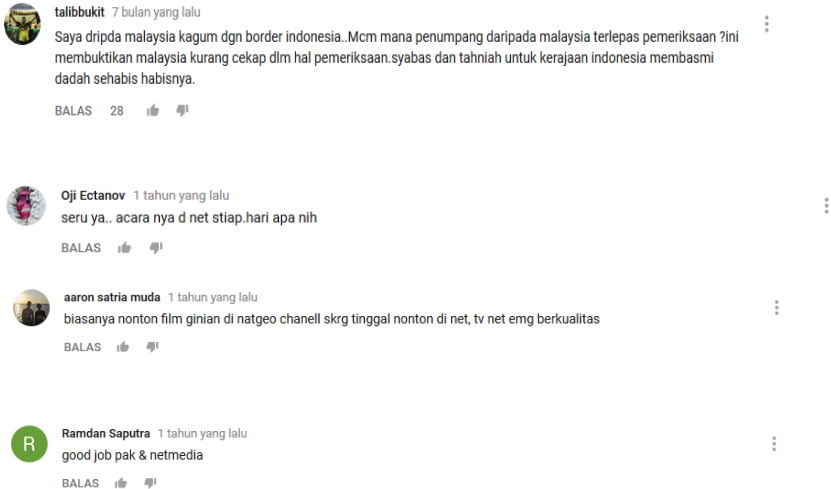 talibbukit 7 bulan yang lalu
Saya dripda malaysia kagum dgn border indonesia..Mcm mana penumpang daripada malaysia terlepas pemeriksaan ?ini
membuktikan malaysia kurang cekap dlm hal pemeriksaan.syabas dan tahniah untuk kerajaan indonesia membasmi
dadah sehabis habisnya.
BALAS 28
Oji Ectanov 1 tahun yang lalu
seru ya.. acara nya d net stiap.hari apa nih
BALAS
aaron satria muda 1 tahun yang lalu
biasanya nonton film ginian di natgeo chanell skrg tinggal nonton di net, tv net emg berkualitas
BALAS
R
Ramdan Saputra 1 tahun yang lalu
good job pak & netmedia
BALAS